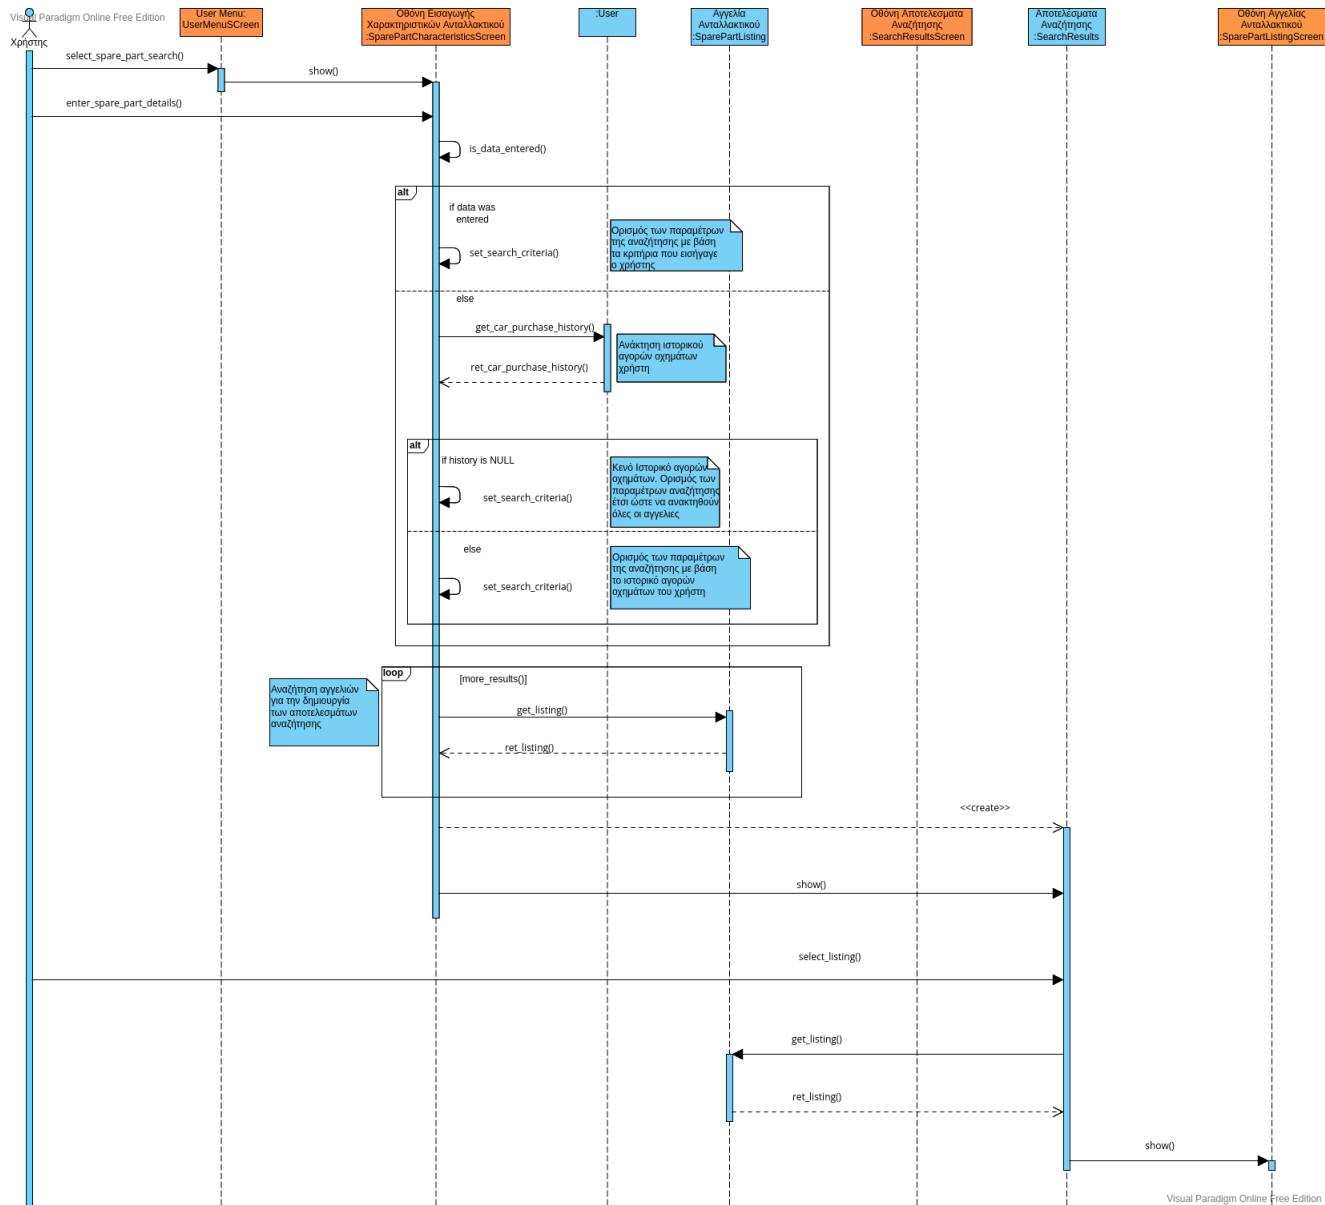 Visual Paradigm Online Free Edition
Χρήστης
User Menu:
UserMenuSCreen
Οθόνη Εισαγωγής
Χαρακτηριστικών Ανταλλακτικού
:SparePartCharacteristicsScreen
:User
Αγγελία
Ανταλλακτικού
:SparePartListing
Οθόνη Αποτελεσματα
Αναζήτησης
:SearchResultsScreen
Αποτελέσματα
Αναζήτησης
:SearchResults
Οθόνη Αγγελίας
Ανταλλακτικού
:SparePartListingScreen
select_spare_part_search()
show()
enter_spare_part_details()
is_data_entered()
alt
if data was
entered
set_search_criteria()
Ορισμός των παραμέτρων
της αναζήτησης με βάση
τα κριτήρια που εισήγαγε
ο χρήστης
else
get_car_purchase_history()
Ανάκτηση ιστορικού
αγορών οχημάτων
χρήστη
ret_car_purchase_history()
alt
if history is NULL
set_search_criteria()
Κενό Ιστορικό αγορών
οχημάτων. Ορισμός των
παραμέτρων αναζήτησης
έτσι ώστε να ανακτηθούν
όλες οι αγγελιες
else
set_search_criteria()
Ορισμός των παραμέτρων
της αναζήτησης με βάση
το ιστορικό αγορών
οχημάτων του χρήστη
loop
[more_results()]
Αναζήτηση αγγελιών
για την δημιουργία
των αποτελεσμάτων
αναζήτησης
get_listing()
ret_listing()
<<create>>
show()
select_listing()
get_listing()
ret_listing()
show()
Visual Paradigm Online Free Edition